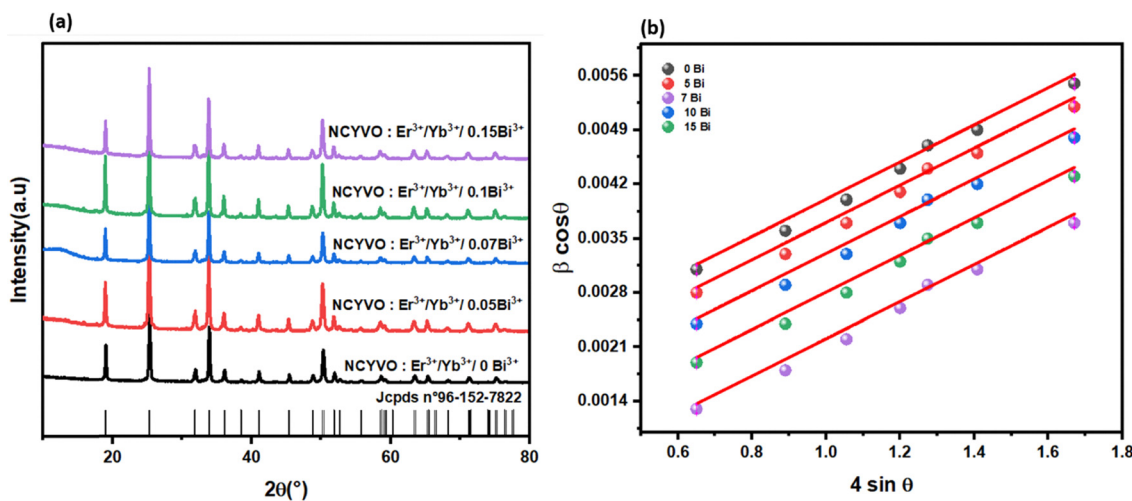 (a)
Intensity(a.u)
NCYVO : Er³⁺/Yb³⁺/ 0.15Bi³⁺
NCYVO : Er³⁺/Yb³⁺/ 0.1Bi³⁺
NCYVO : Er³⁺/Yb³⁺/ 0.07Bi³⁺
NCYVO : Er³⁺/Yb³⁺/ 0.05Bi³⁺
NCYVO : Er³⁺/Yb³⁺/ 0 Bi³⁺
Jcpds n°96-152-7822
20 40 60 80
2θ(°)
(b)
β cosθ
0.0056
0.0049
0.0042
0.0035
0.0028
0.0021
0.0014
0 Bi
5 Bi
7 Bi
10 Bi
15 Bi
0.6 0.8 1.0 1.2 1.4 1.6 1.8
4 sin θ